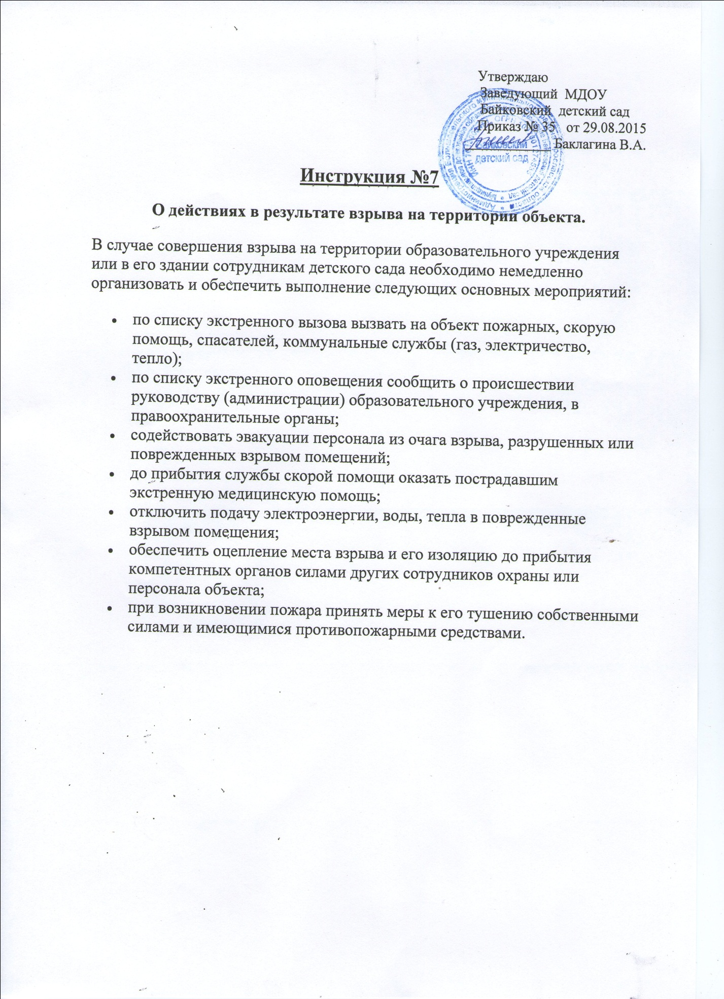 Утверждаю
Заведующий МДОУ
Байковский детский сад
Приказ № 35 от 29.08.2015
Баклагина В.А.
Байковский
детский сад
Инструкция №7
О действиях в результате взрыва на территории объекта.
В случае совершения взрыва на территории образовательного учреждения
или в его здании сотрудникам детского сада необходимо немедленно
организовать и обеспечить выполнение следующих основных мероприятий:
• по списку экстренного вызова вызвать на объект пожарных, скорую
помощь, спасателей, коммунальные службы (газ, электричество,
тепло);
• по списку экстренного оповещения сообщить о происшествии
руководству (администрации) образовательного учреждения, в
правоохранительные органы;
• содействовать эвакуации персонала из очага взрыва, разрушенных или
поврежденных взрывом помещений;
• до прибытия службы скорой помощи оказать пострадавшим
экстренную медицинскую помощь;
• отключить подачу электроэнергии, воды, тепла в поврежденные
взрывом помещения;
• обеспечить оцепление места взрыва и его изоляцию до прибытия
компетентных органов силами других сотрудников охраны или
персонала объекта;
• при возникновении пожара принять меры к его тушению собственными
силами и имеющимися противопожарными средствами.